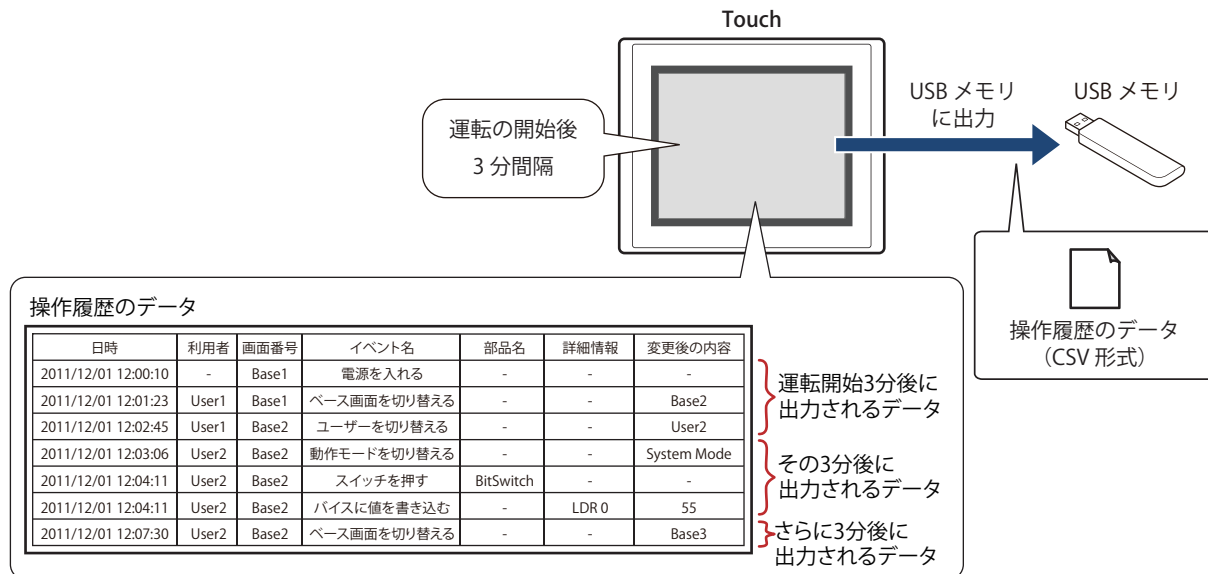 Touch
運転の開始後
3 分間隔
USB メモリ
に出力
USB メモリ
操作履歴のデータ
（CSV 形式）
操作履歴のデータ
日時 利用者 画面番号 イベント名 部品名 詳細情報 変更後の内容
2011/12/01 12:00:10 - Base1 電源を入れる - - -
2011/12/01 12:01:23 User1 Base1 ベース画面を切り替える - - Base2
2011/12/01 12:02:45 User1 Base2 ユーザーを切り替える - - User2
2011/12/01 12:03:06 User2 Base2 動作モードを切り替える - - System Mode
2011/12/01 12:04:11 User2 Base2 スイッチを押す BitSwitch - -
2011/12/01 12:04:11 User2 Base2 バイスに値を書き込む - LDR 0 55
2011/12/01 12:07:30 User2 Base2 ベース画面を切り替える - - Base3
運転開始3分後に
出力されるデータ
その3分後に
出力されるデータ
さらに3分後に
出力されるデータ